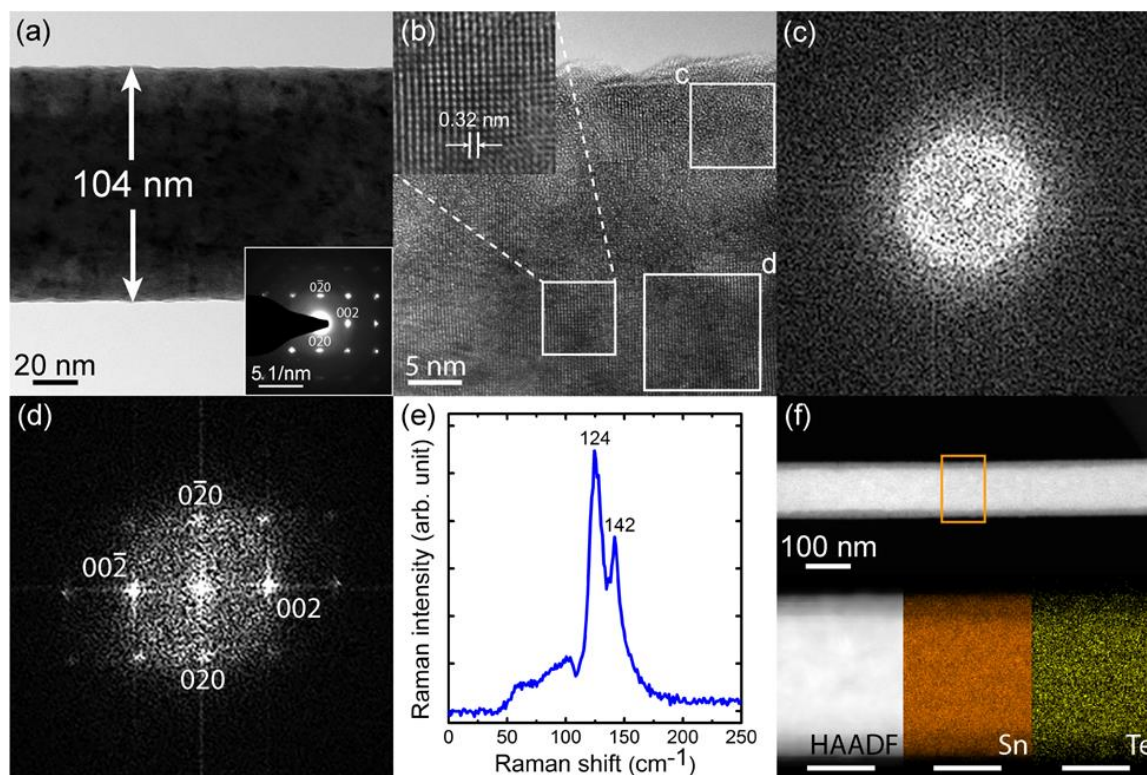 (a)
104 nm
20 nm
02̅0
002
020
5 1/nm
(b)
0.32 nm
c
d
5 nm
(c)
(d)
02̅0
002̅
002
020
(e)
124
142
Raman intensity (arb. unit)
0 50 100 150 200 250
Raman shift (cm⁻¹)
(f)
100 nm
HAADF
Sn
Te